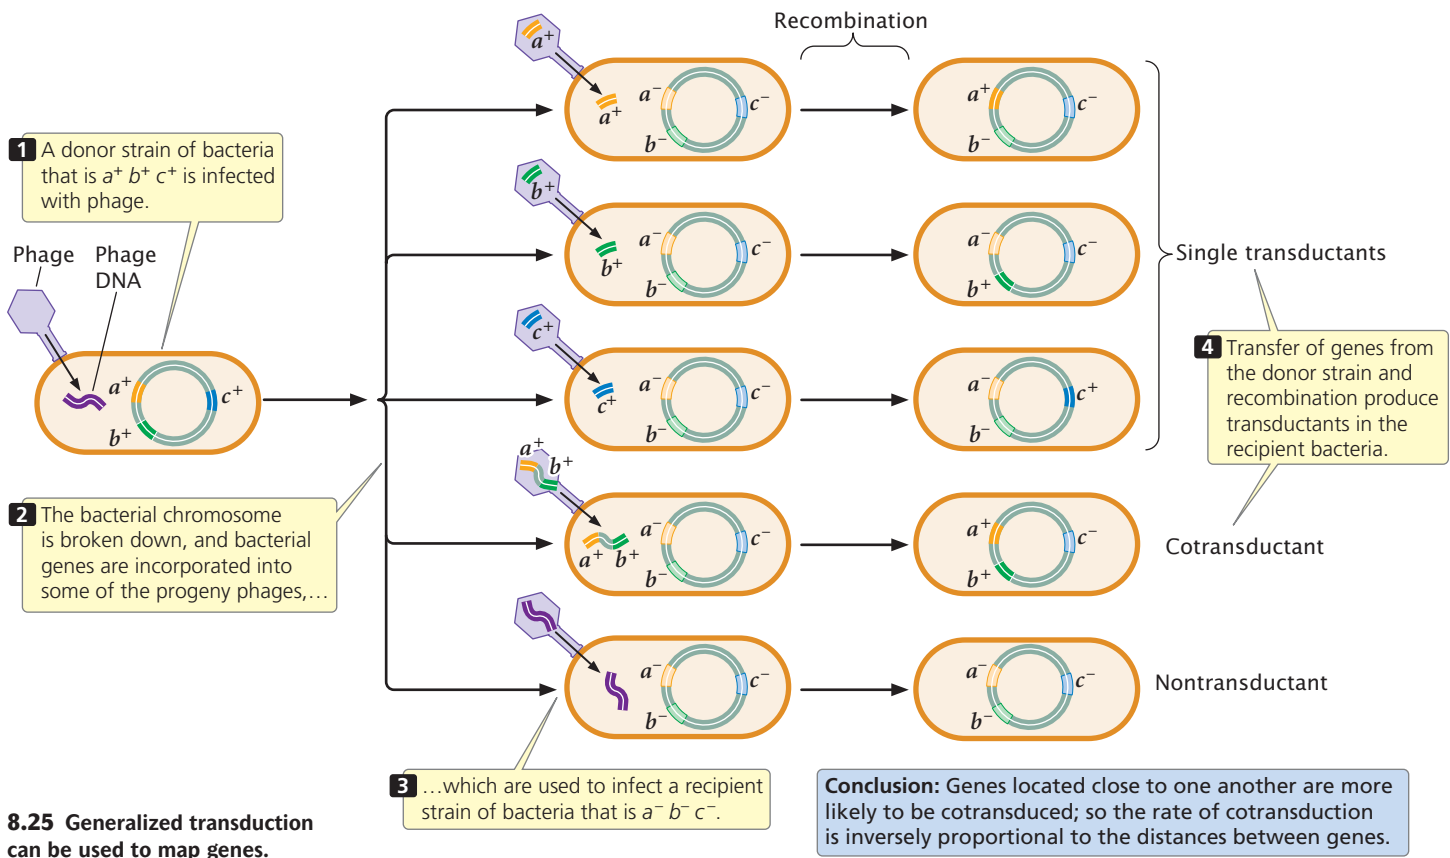 Recombination
1 A donor strain of bacteria
that is a⁺ b⁺ c⁺ is infected
with phage.
Phage
Phage
DNA
a⁺
b⁺
c⁺
2 The bacterial chromosome
is broken down, and bacterial
genes are incorporated into
some of the progeny phages,…
a⁺
a⁺
a⁻
b⁻
c⁻
a⁺
b⁻
c⁻
b⁺
b⁺
a⁻
b⁻
c⁻
a⁻
b⁺
c⁻
c⁺
c⁺
a⁻
b⁻
c⁻
a⁻
b⁻
c⁺
Single transductants
a⁺ b⁺
a⁺ b⁺
a⁻
b⁻
c⁻
a⁺
b⁺
c⁻
Cotransductant
a⁻
b⁻
c⁻
a⁻
b⁻
c⁻
Nontransductant
3 …which are used to infect a recipient
strain of bacteria that is a⁻ b⁻ c⁻.
4 Transfer of genes from
the donor strain and
recombination produce
transductants in the
recipient bacteria.
Conclusion: Genes located close to one another are more
likely to be cotransduced; so the rate of cotransduction
is inversely proportional to the distances between genes.
8.25 Generalized transduction
can be used to map genes.